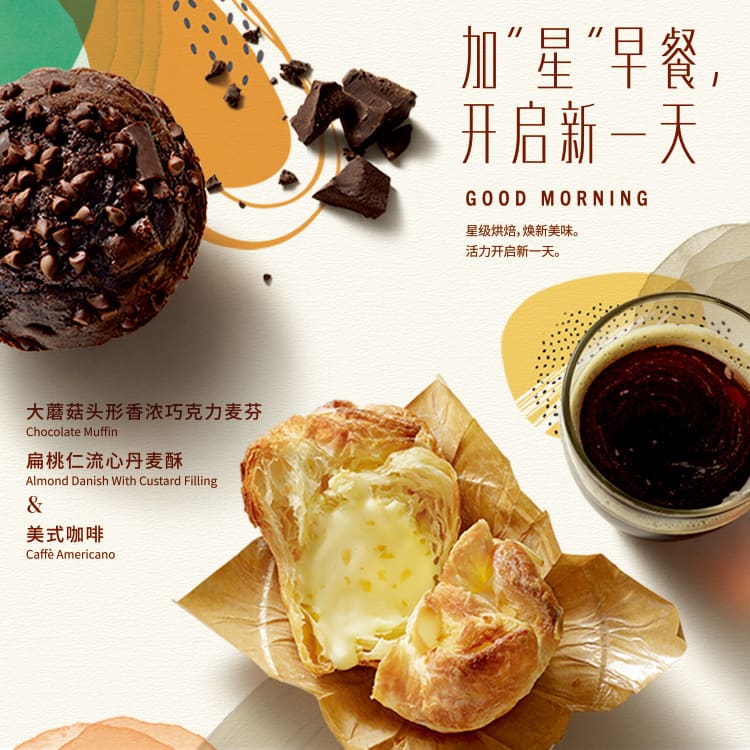 加“星”早餐，
开启新一天
GOOD MORNING
星级烘焙，焕新美味。
活力开启新一天。
大蘑菇头形香浓巧克力麦芬
Chocolate Muffin
扁桃仁流心丹麦酥
Almond Danish With Custard Filling
&
美式咖啡
Caffè Americano